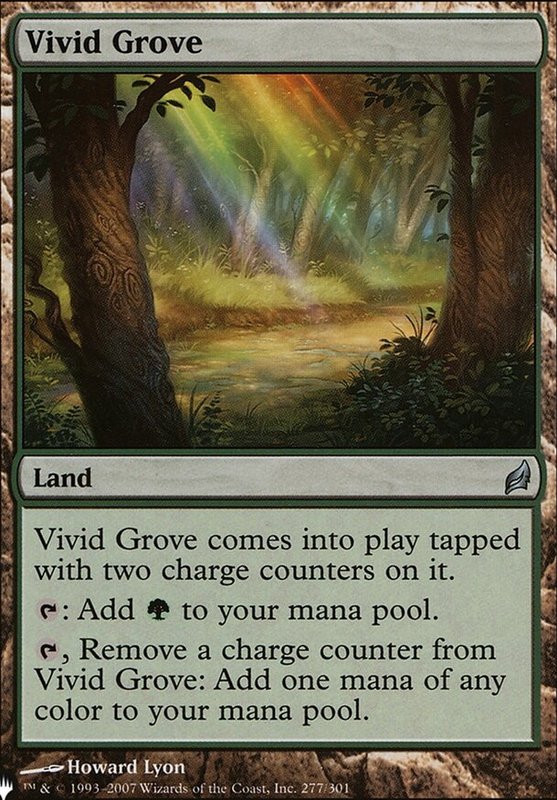 Vivid Grove
Land
Vivid Grove comes into play tapped
with two charge counters on it.
: Add to your mana pool.
, Remove a charge counter from
Vivid Grove: Add one mana of any
color to your mana pool.
Howard Lyon
™ & © 1993–2007 Wizards of the Coast, Inc. 277/301